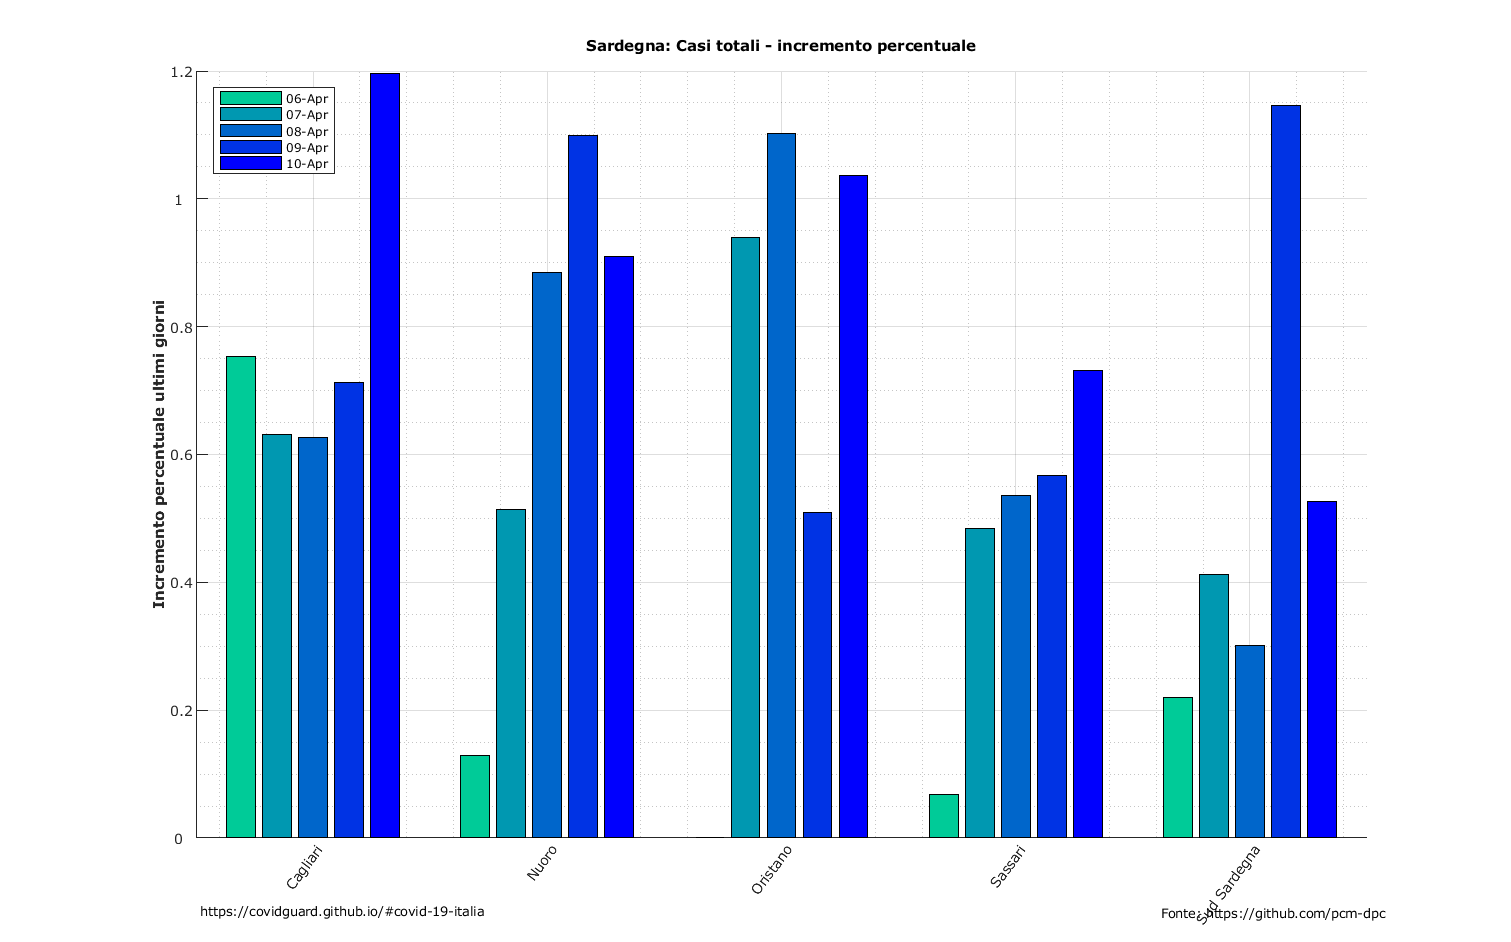 Sardegna: Casi totali - incremento percentuale
06-Apr
07-Apr
08-Apr
09-Apr
10-Apr
Incremento percentuale ultimi giorni
1.2
1
0.8
0.6
0.4
0.2
0
Cagliari
Nuoro
Oristano
Sassari
Sud Sardegna
https://covidguard.github.io/#covid-19-italia
Fonte: https://github.com/pcm-dpc